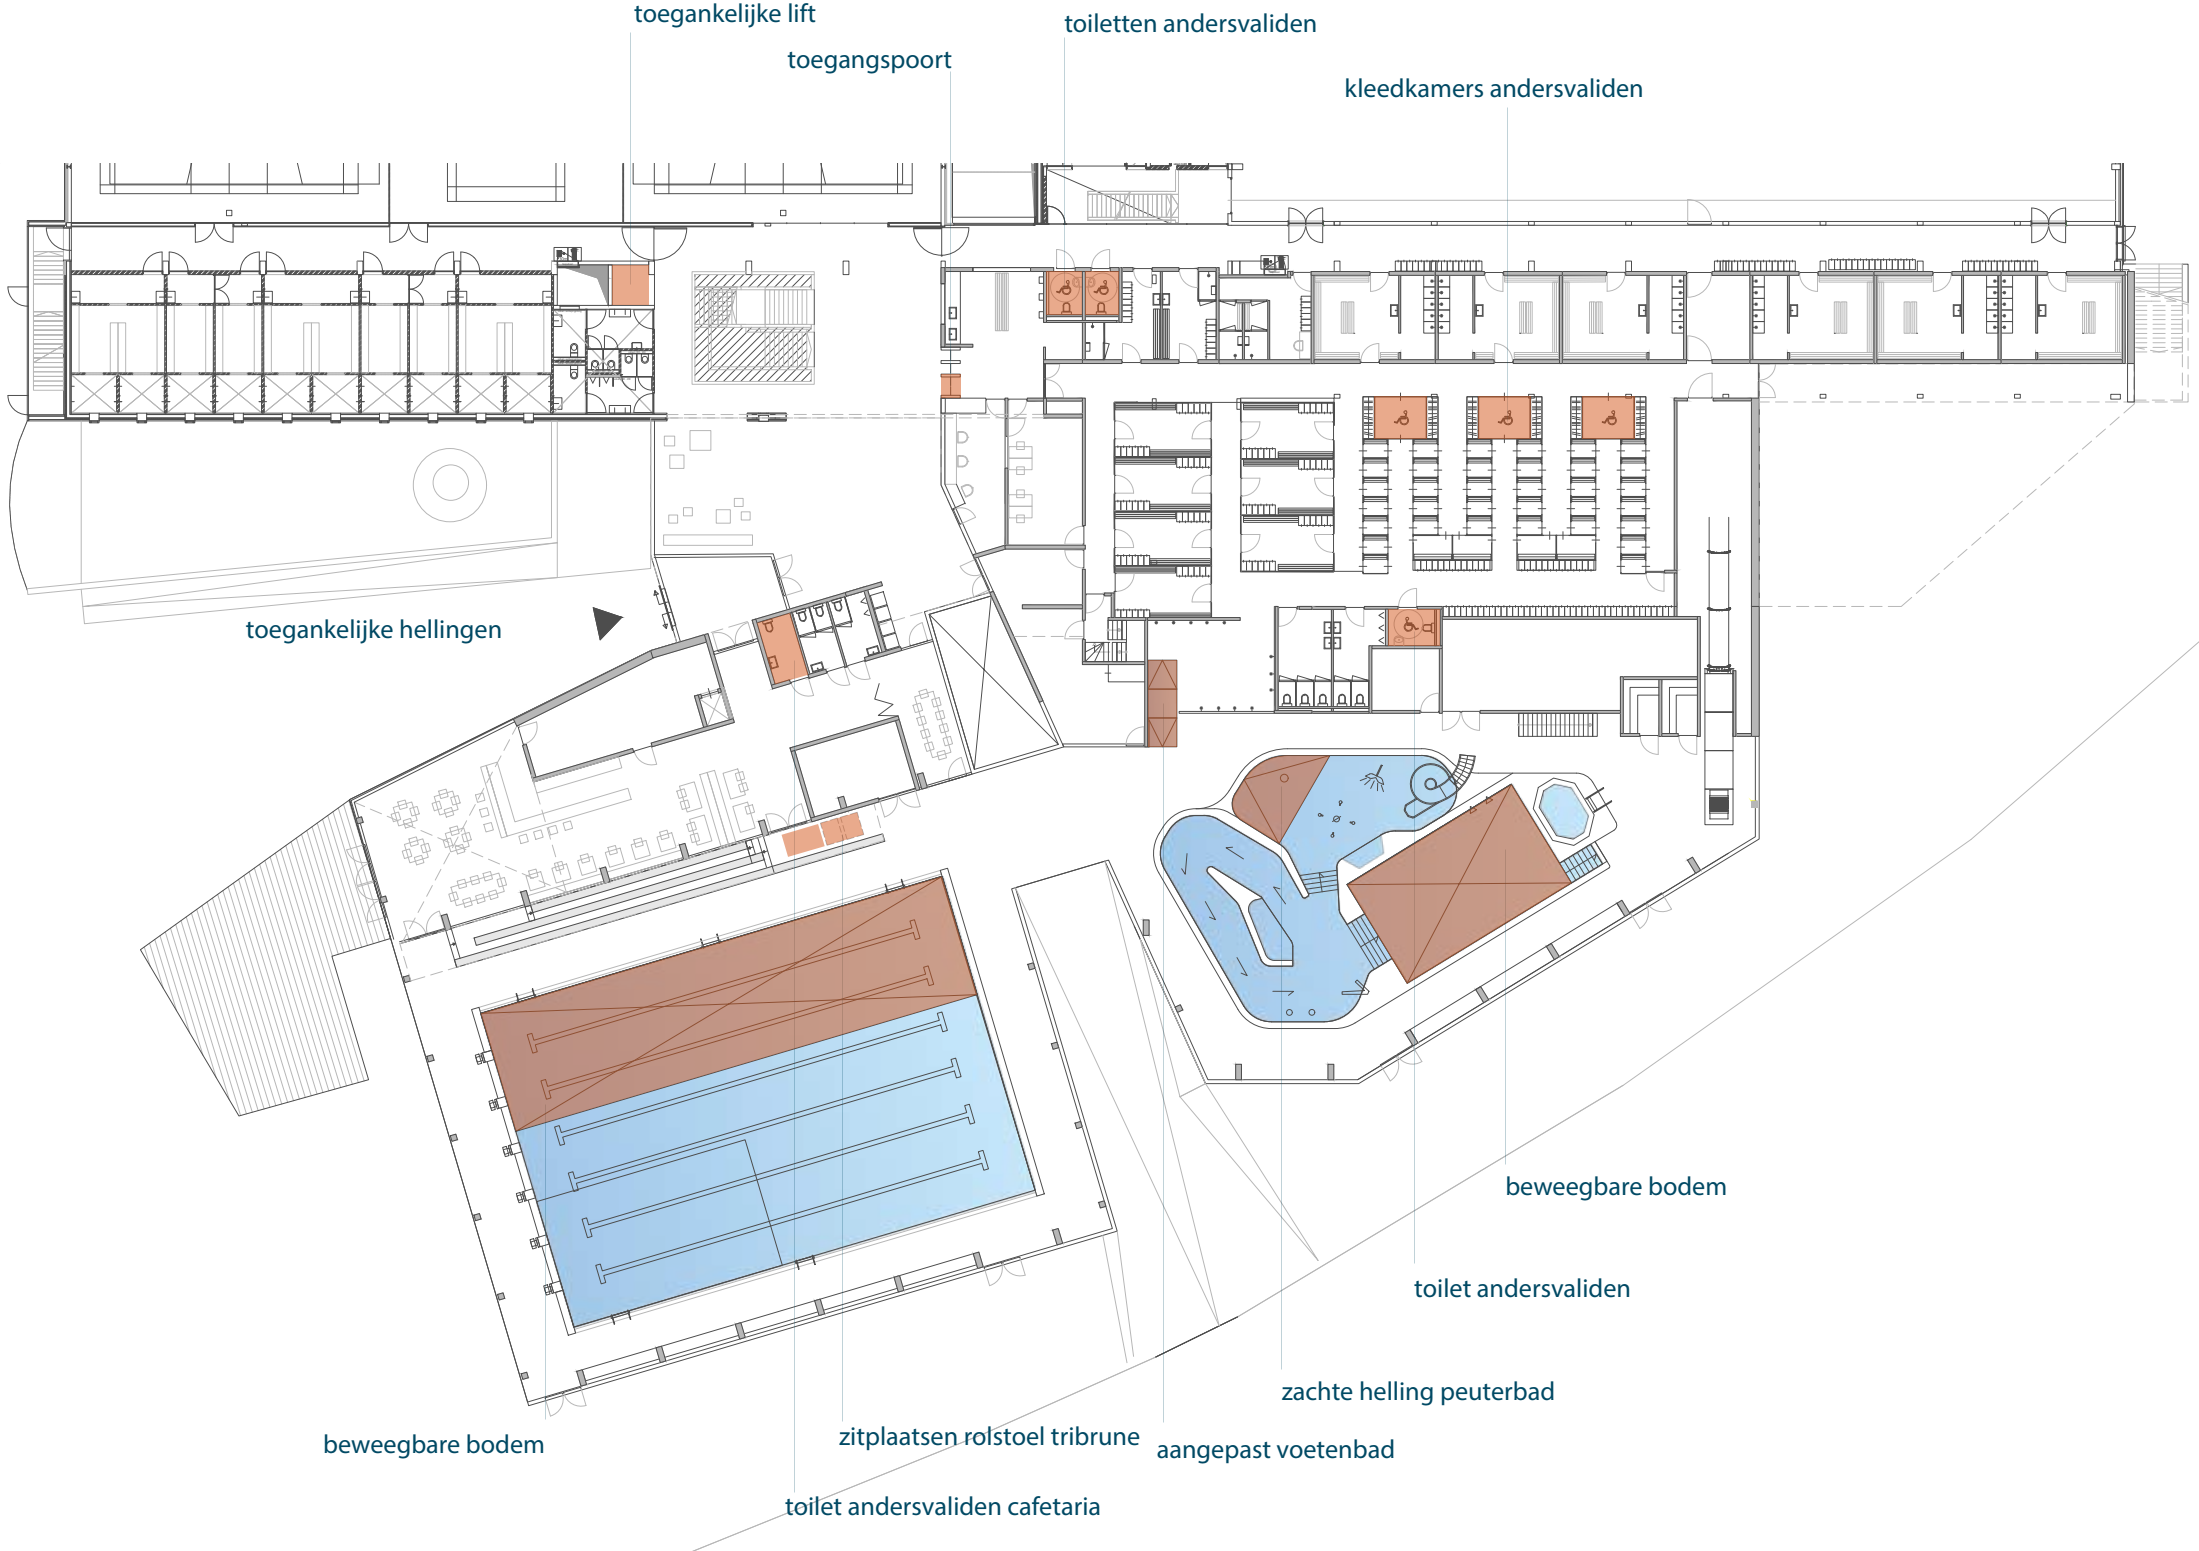 toegankelijke lift
toiletten andersvaliden
toegangspoort
kleedkamers andersvaliden
toegankelijke hellingen
beweegbare bodem
toilet andersvaliden
zachte helling peuterbad
zitplaatsen rolstoel tribrune
beweegbare bodem
aangepast voetenbad
toilet andersvaliden cafetaria